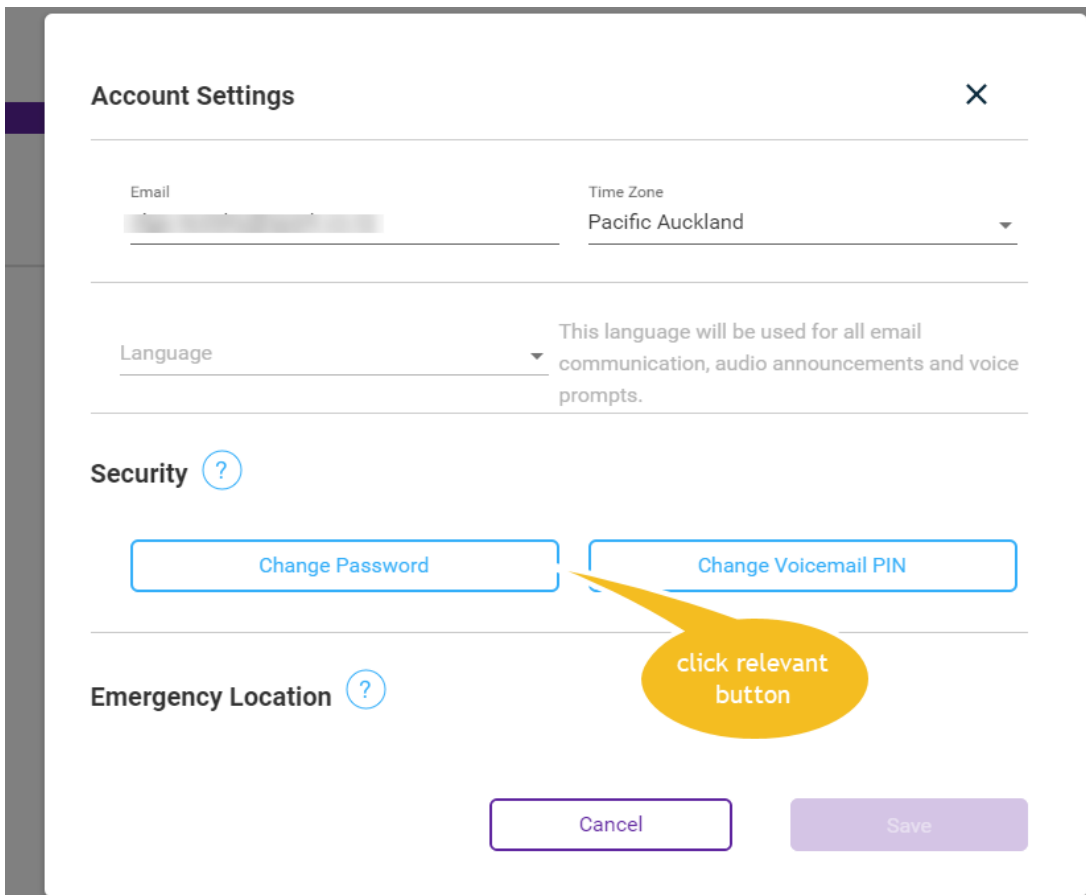 Account Settings
Email
Time Zone
Pacific Auckland
Language
This language will be used for all email
communication, audio announcements and voice
prompts.
Security ?
Change Password
Change Voicemail PIN
click relevant
button
Emergency Location ?
Cancel
Save